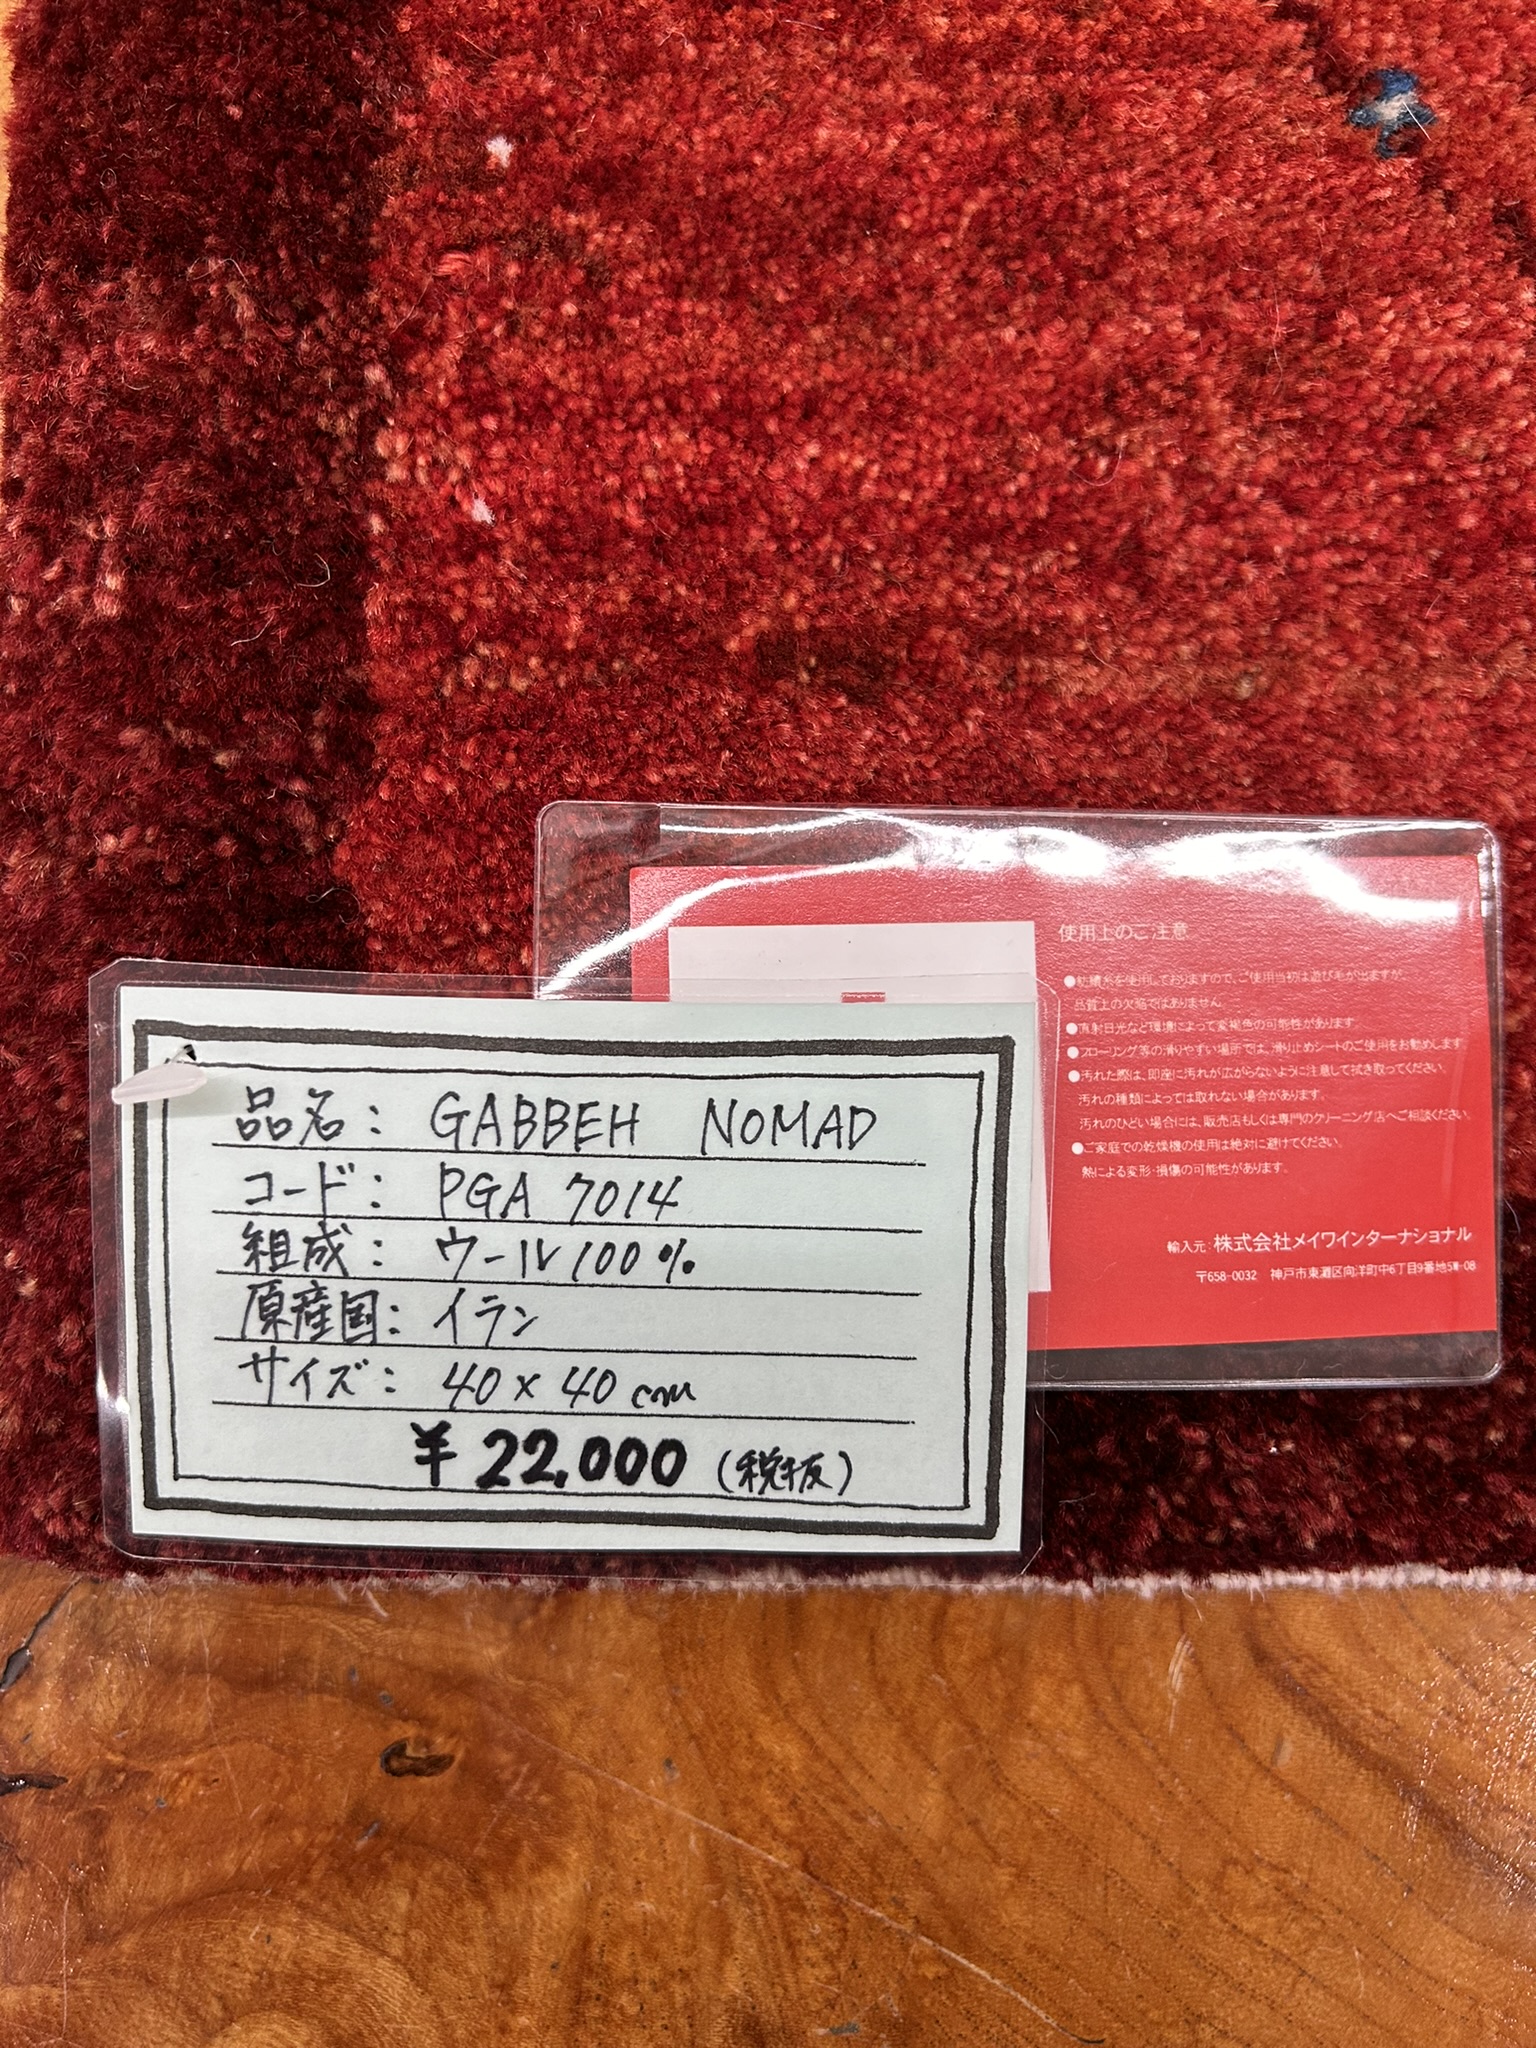 品名: GABBEH NOMAD
コード: PGA 7014
組成: ウール100%
原産国: イラン
サイズ: 40×40cm
¥22,000 (税抜)
使用上のご注意
●紡績糸を使用しておりますので、ご使用当初は遊び毛が出ますが、
品質上の欠陥ではありません。
●直射日光など環境によって変褪色の可能性があります。
●フローリング等の滑りやすい場所では、滑り止めシートのご使用をお勧めします。
●汚れた際は、即座に汚れが広がらないように注意して拭き取ってください。
汚れの種類によっては取れない場合があります。
汚れのひどい場合には、販売店もしくは専門のクリーニング店へご相談ください。
●ご家庭での乾燥機の使用は絶対に避けてください。
熱による変形・損傷の可能性があります。
輸入元:株式会社メイワインターナショナル
〒658-0032 神戸市東灘区向洋町中6丁目9番地5W-08